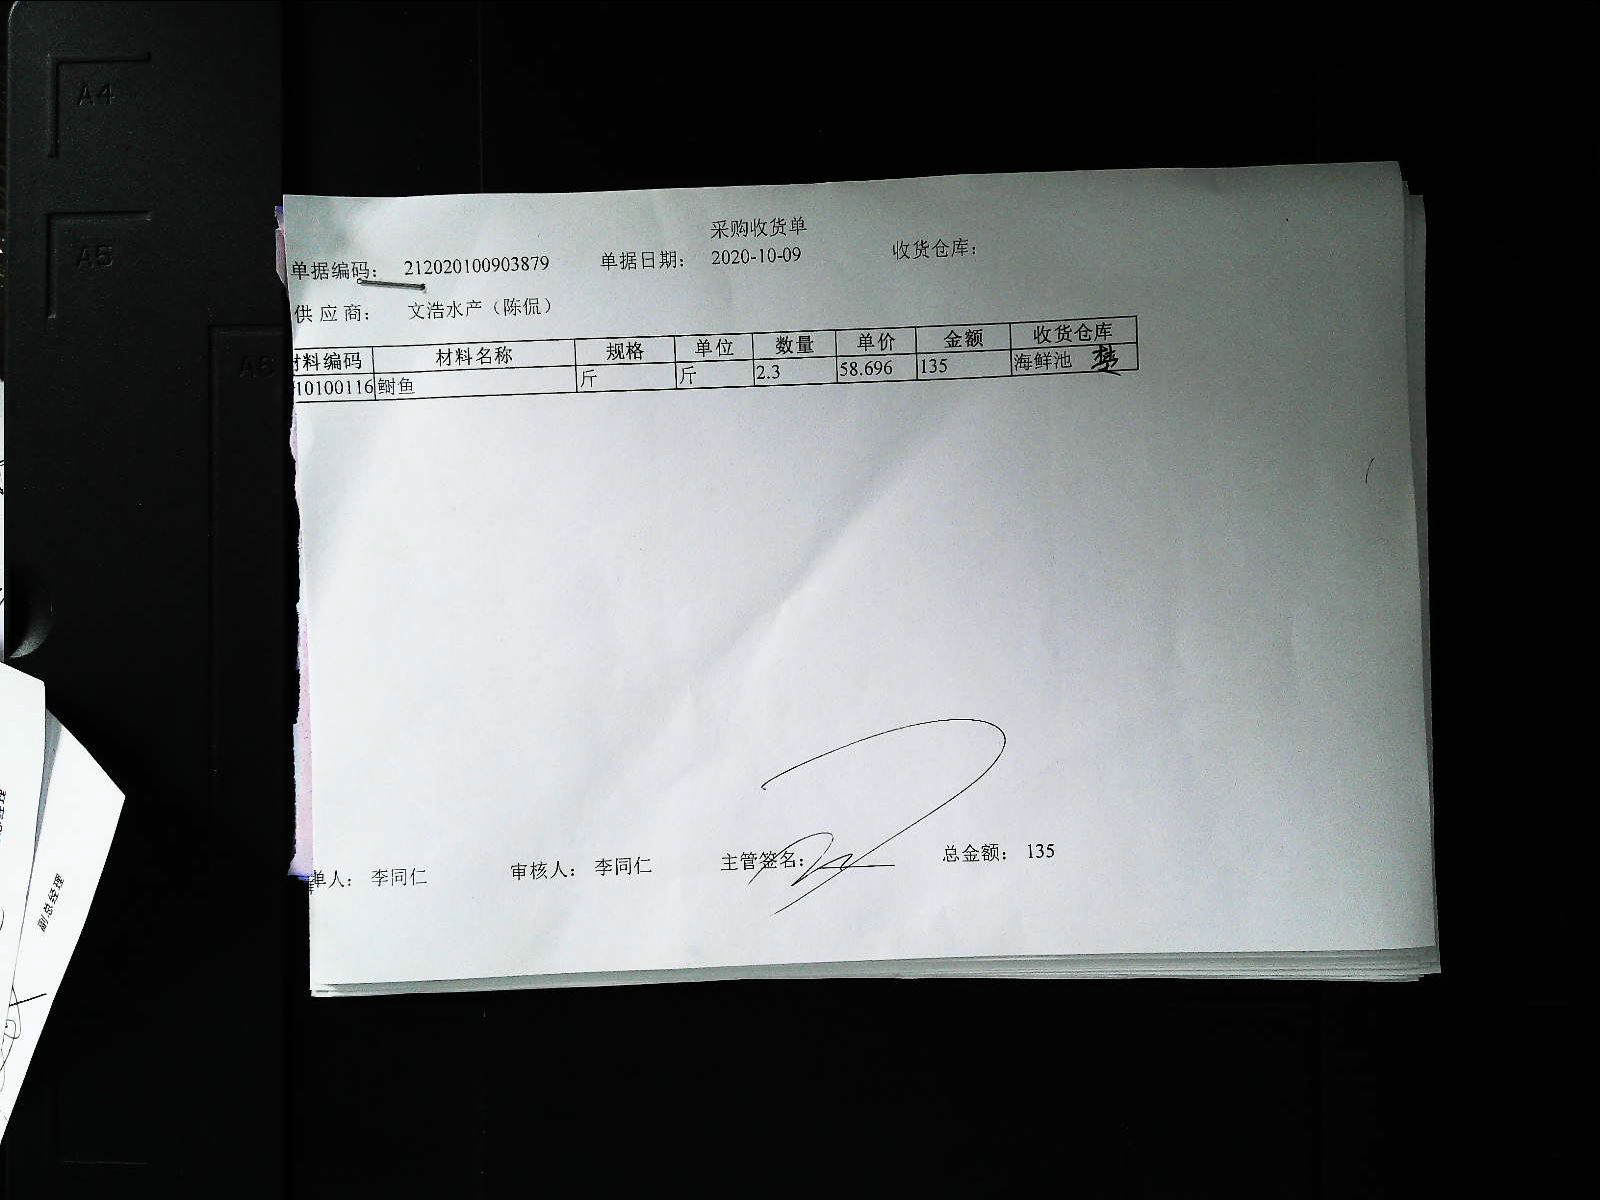 A4
A5
A6
采购收货单
单据编码： 212020100903879 单据日期： 2020-10-09 收货仓库：
供应商： 文浩水产（陈侃）
材料编码 材料名称 规格 单位 数量 单价 金额 收货仓库
10100116 鲥鱼 斤 斤 2.3 58.696 135 海鲜池
单人： 李同仁 审核人： 李同仁 主管签名： 总金额： 135
副总经理